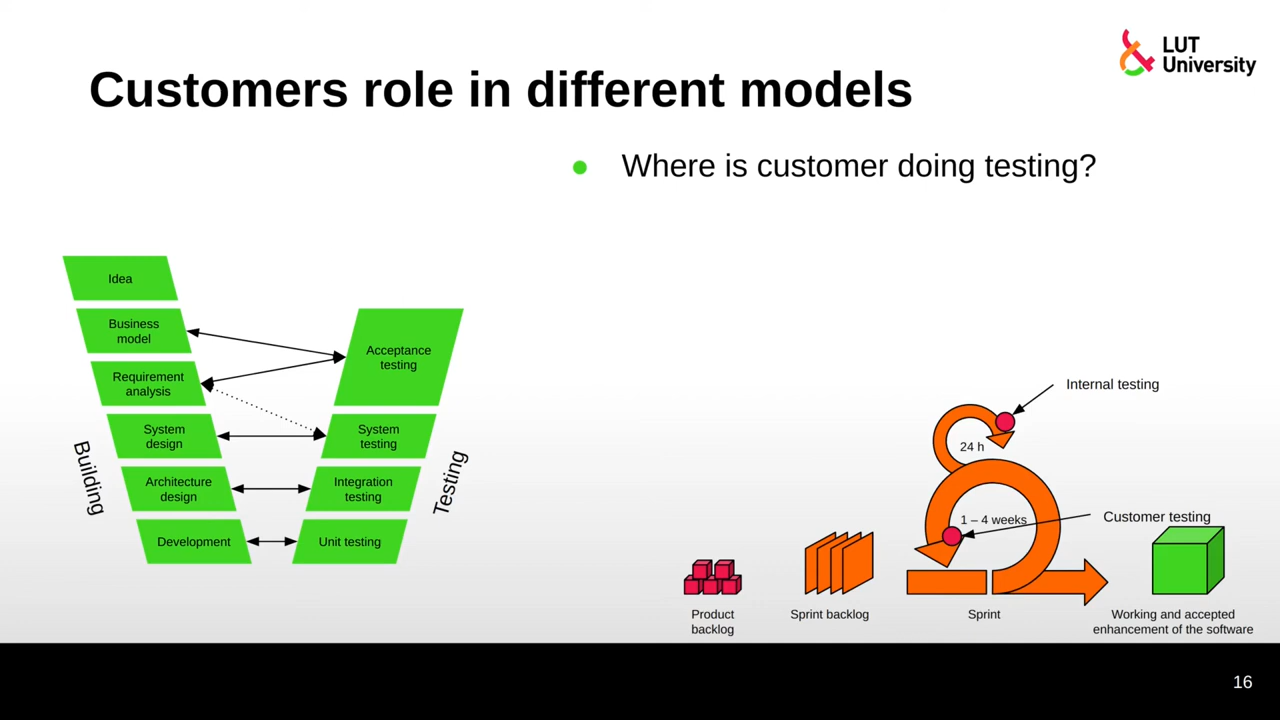 LUT
University
Customers role in different models
Where is customer doing testing?
Idea
Business
model
Requirement
analysis
System
design
Architecture
design
Development
Building
Acceptance
testing
System
testing
Integration
testing
Unit testing
Testing
Internal testing
24 h
1 – 4 weeks
Customer testing
Product
backlog
Sprint backlog
Sprint
Working and accepted
enhancement of the software
16